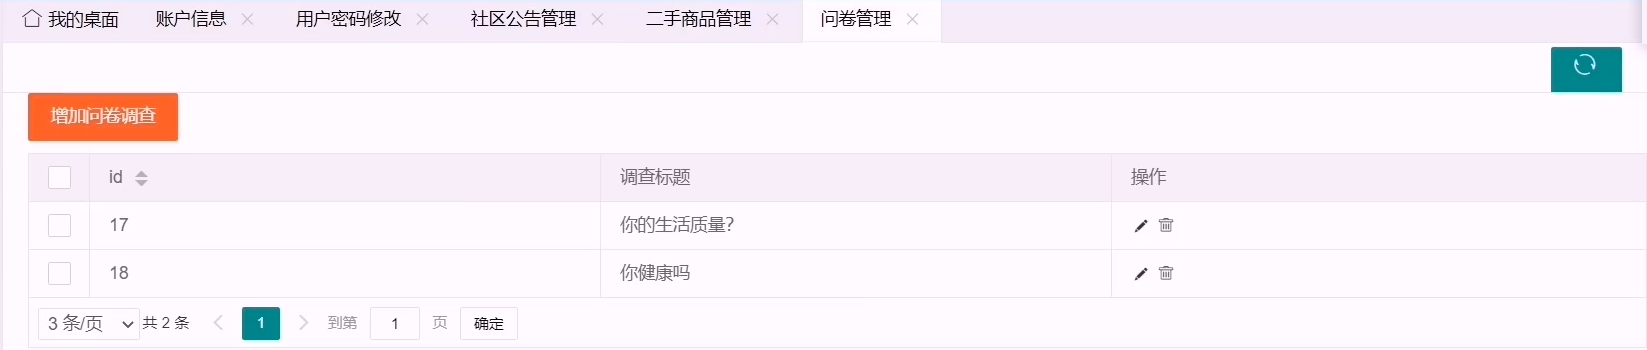 我的桌面 账户信息 用户密码修改 社区公告管理 二手商品管理 问卷管理
增加问卷调查
id 调查标题 操作
17 你的生活质量?
18 你健康吗
3 条/页 共 2 条 1 到第 1 页 确定